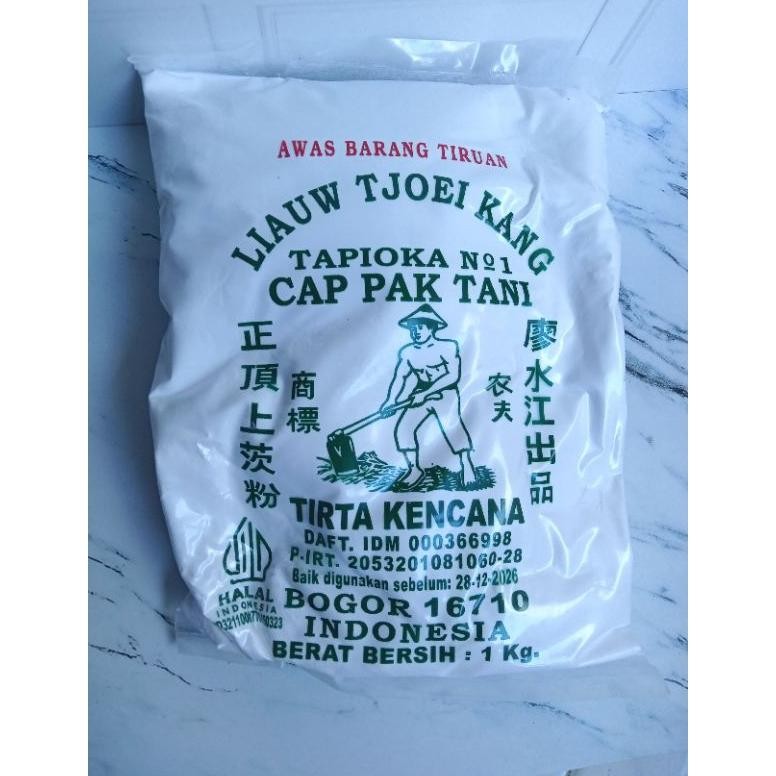 AWAS BARANG TIRUAN
LIAUW TJOEI KANG
TAPIOKA No1
CAP PAK TANI
正頂上茨粉
商標
农夫
廖水江出品
TIRTA KENCANA
DAFT. IDM 000366998
P-IRT. 2053201081060-28
Baik digunakan sebelum: 28-12-2026
HALAL
INDONESIA
BOGOR 16710
INDONESIA
BERAT BERSIH : 1 Kg.